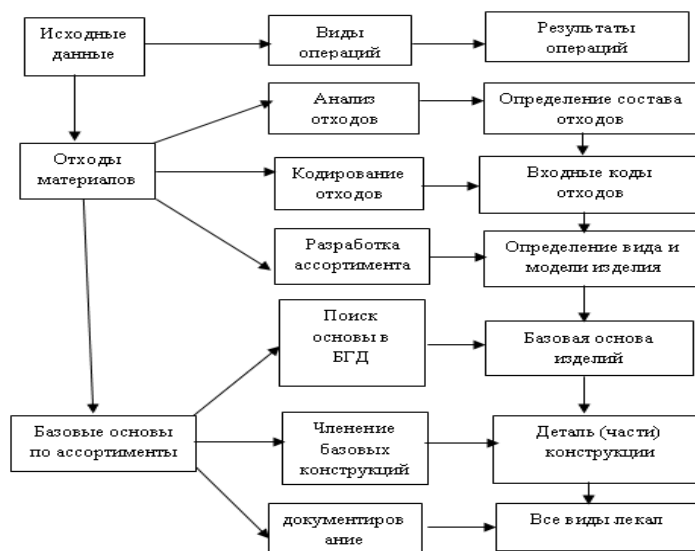 Исходные
данные
Виды
операций
Результаты
операций
Анализ
отходов
Определение состава
отходов
Отходы
материалов
Кодирование
отходов
Входные коды
отходов
Разработка
ассортимента
Определение вида и
модели изделия
Поиск
основы в
БГД
Базовая основа
изделий
Базовые основы
по ассортименты
Членение
базовых
конструкций
Деталь (части)
конструкции
документиров
ание
Все виды лекал